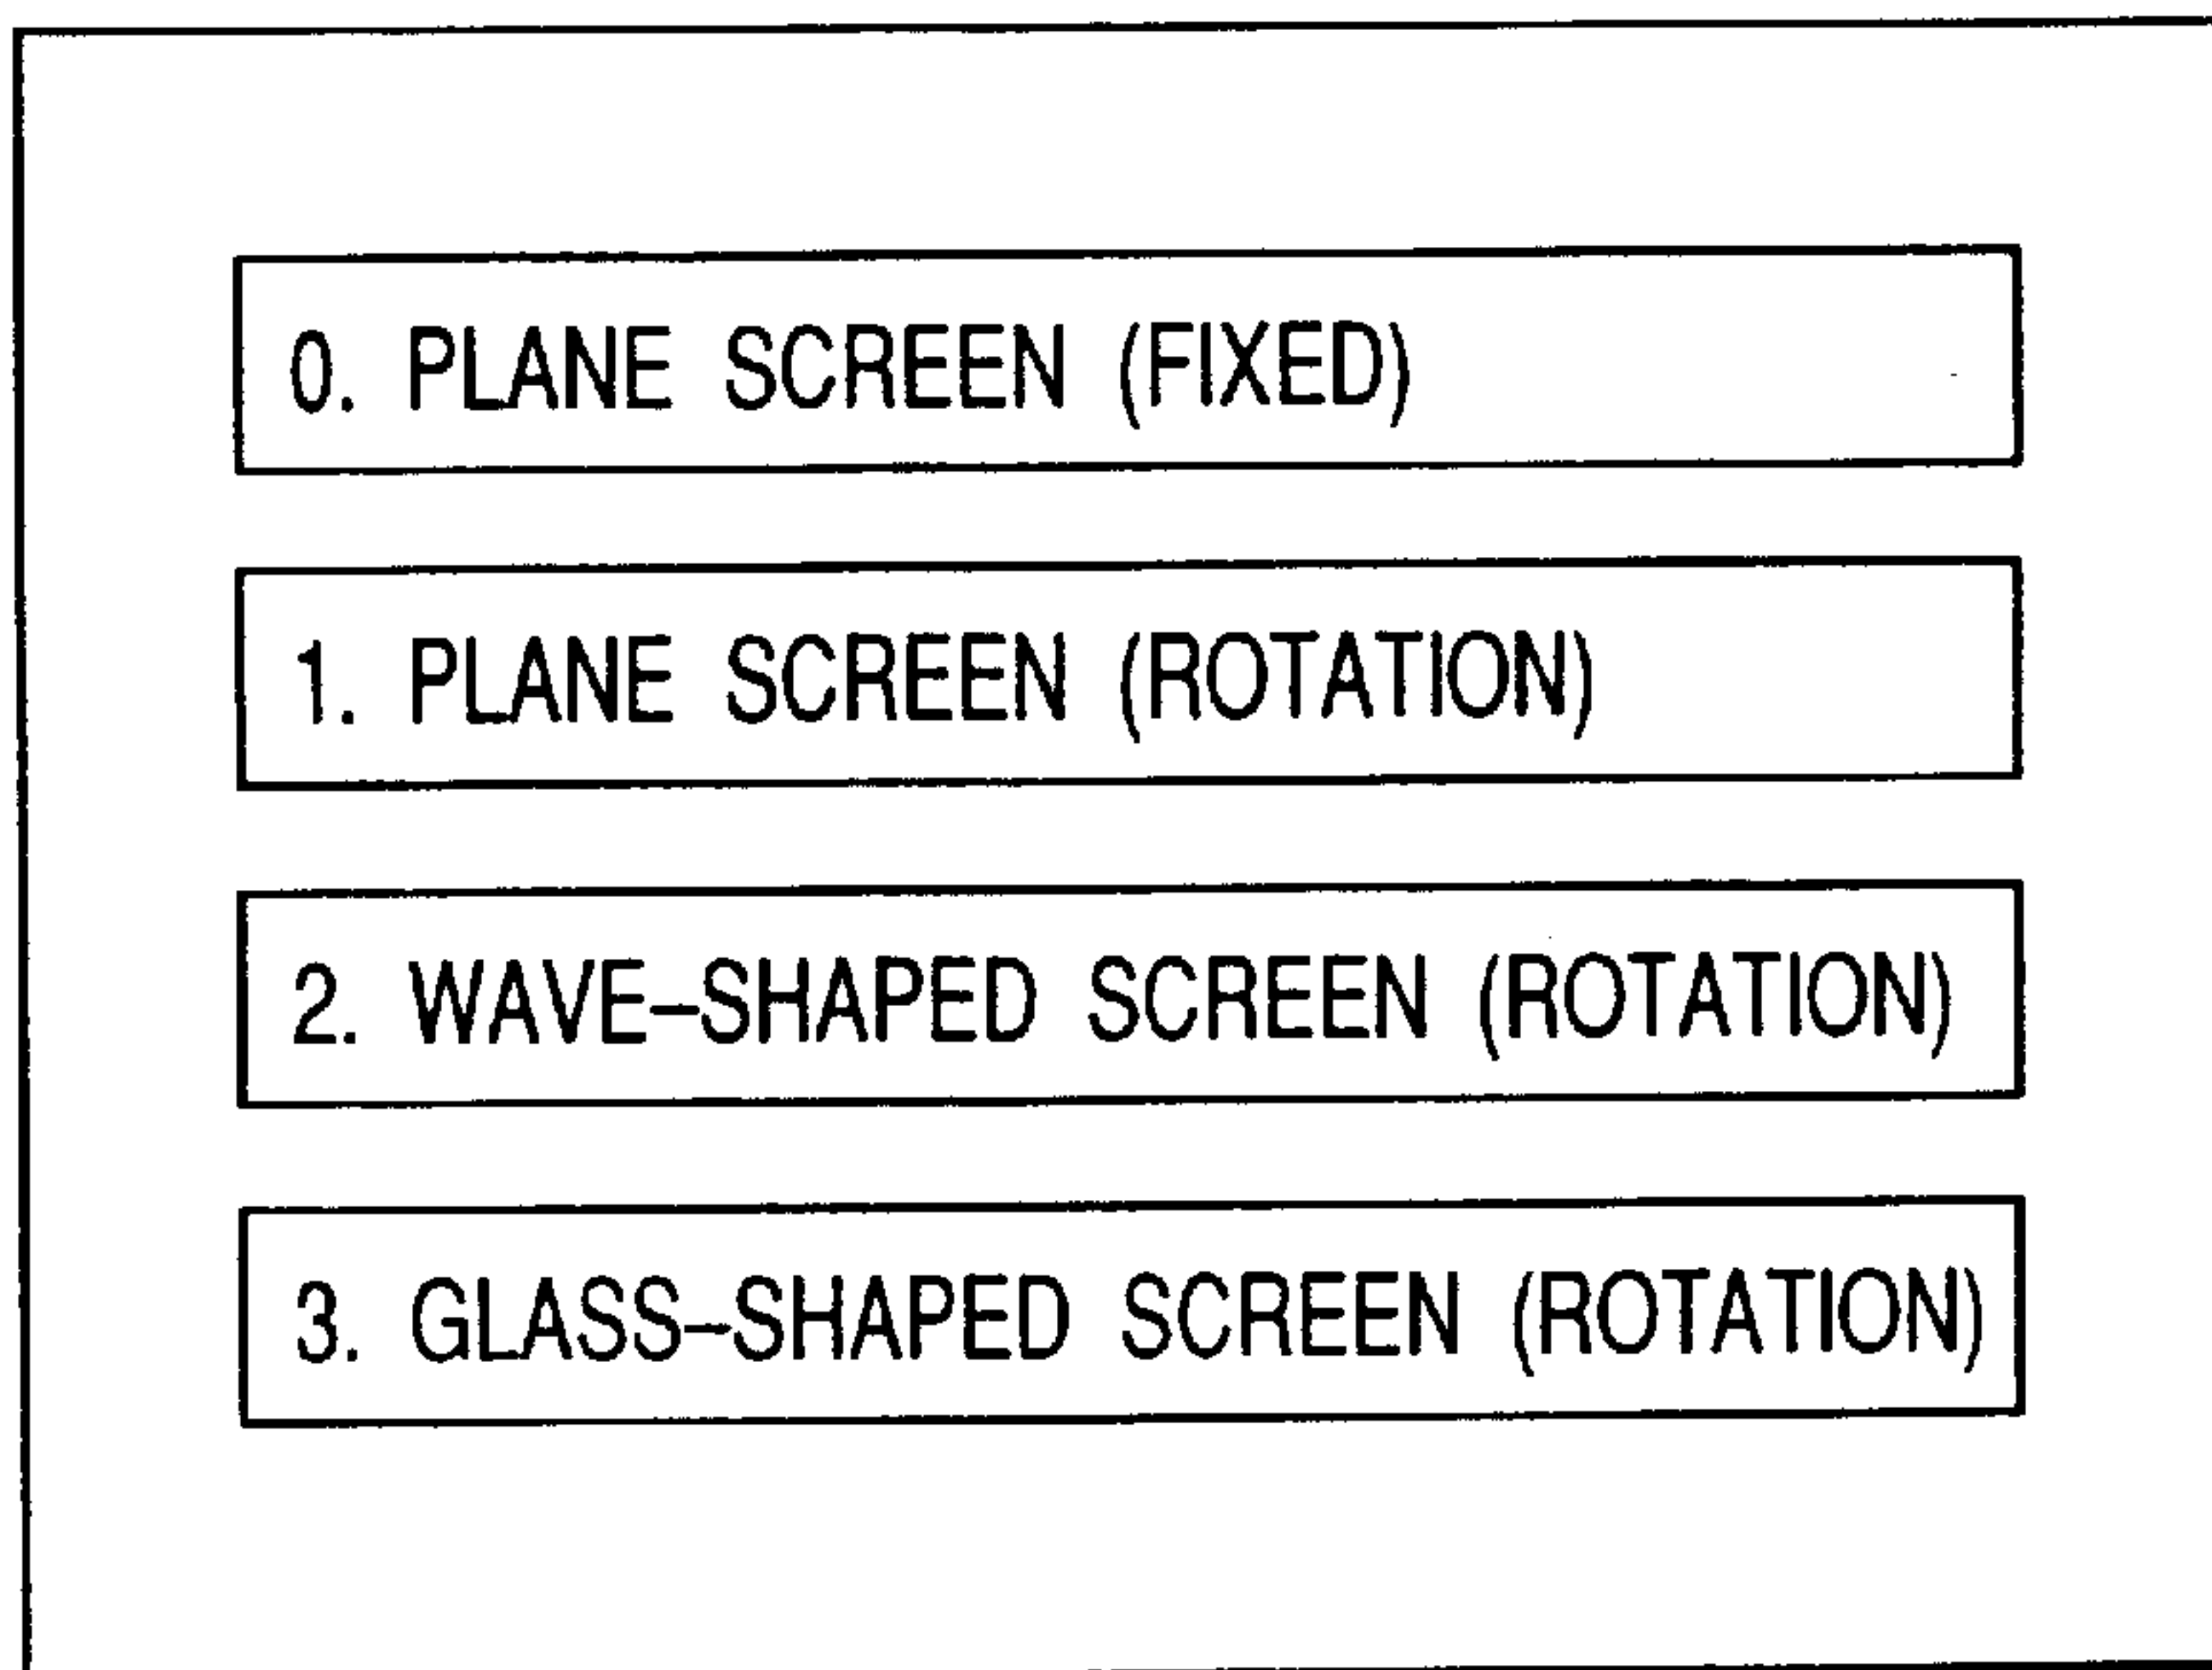 0. PLANE SCREEN (FIXED)
1. PLANE SCREEN (ROTATION)
2. WAVE-SHAPED SCREEN (ROTATION)
3. GLASS-SHAPED SCREEN (ROTATION)